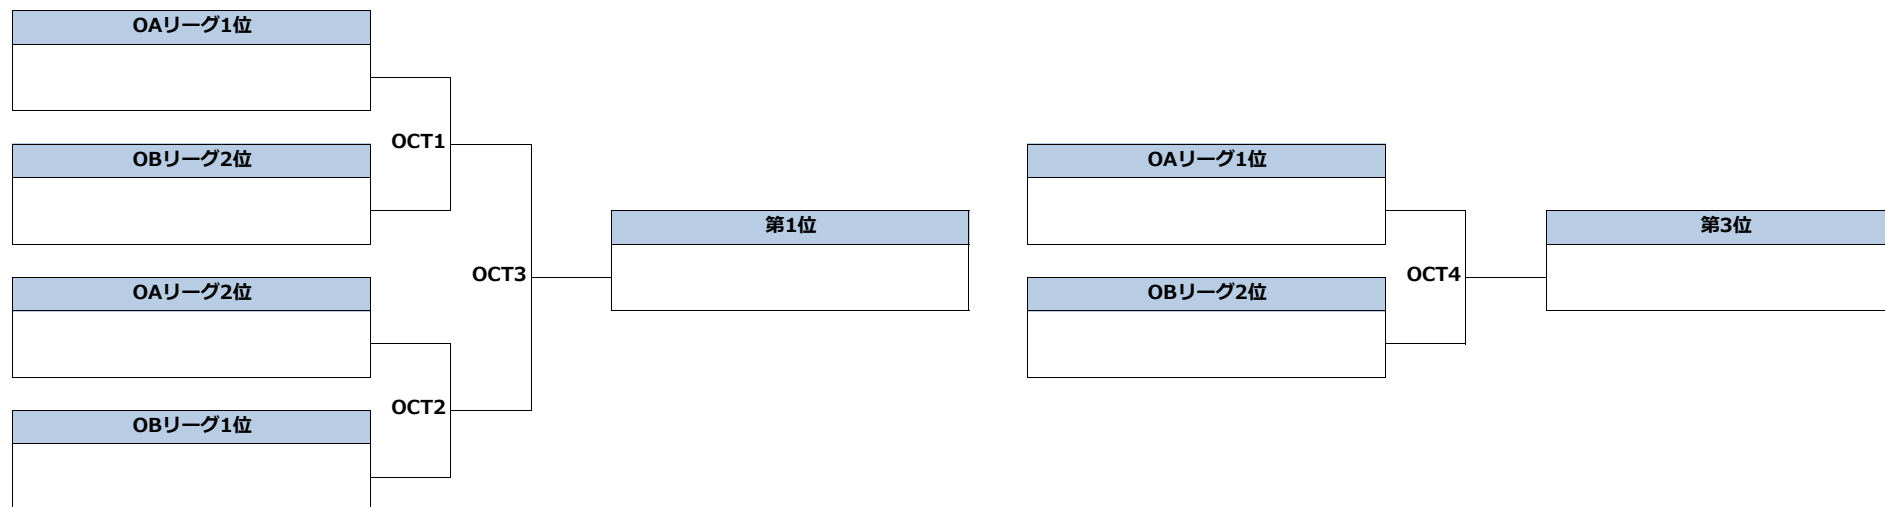 OAリーグ1位
OCT1
OBリーグ2位
OCT3
第1位
OAリーグ2位
OCT2
OBリーグ1位
OAリーグ1位
OCT4
第3位
OBリーグ2位